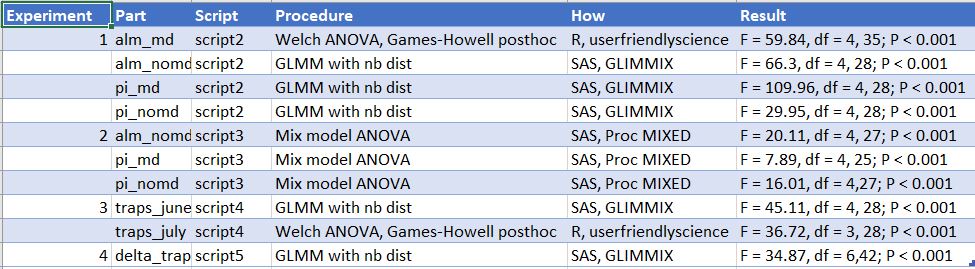 Experiment Part Script Procedure How Result
1 alm_md script2 Welch ANOVA, Games-Howell posthoc R, userfriendlyscience F = 59.84, df = 4, 35; P < 0.001
alm_nomd script2 GLMM with nb dist SAS, GLIMMIX F = 66.3, df = 4, 28; P < 0.001
pi_md script2 GLMM with nb dist SAS, GLIMMIX F = 109.96, df = 4, 28; P < 0.001
pi_nomd script2 GLMM with nb dist SAS, GLIMMIX F = 29.95, df = 4, 28; P < 0.001
2 alm_nomd script3 Mix model ANOVA SAS, Proc MIXED F = 20.11, df = 4, 27; P < 0.001
pi_md script3 Mix model ANOVA SAS, Proc MIXED F = 7.89, df = 4, 25; P < 0.001
pi_nomd script3 Mix model ANOVA SAS, Proc MIXED F = 16.01, df = 4,27; P < 0.001
3 traps_june script4 GLMM with nb dist SAS, GLIMMIX F = 45.11, df = 4, 28; P < 0.001
traps_july script4 Welch ANOVA, Games-Howell posthoc R, userfriendlyscience F = 36.72, df = 3, 28; P < 0.001
4 delta_trap script5 GLMM with nb dist SAS, GLIMMIX F = 34.87, df = 6,42; P < 0.001